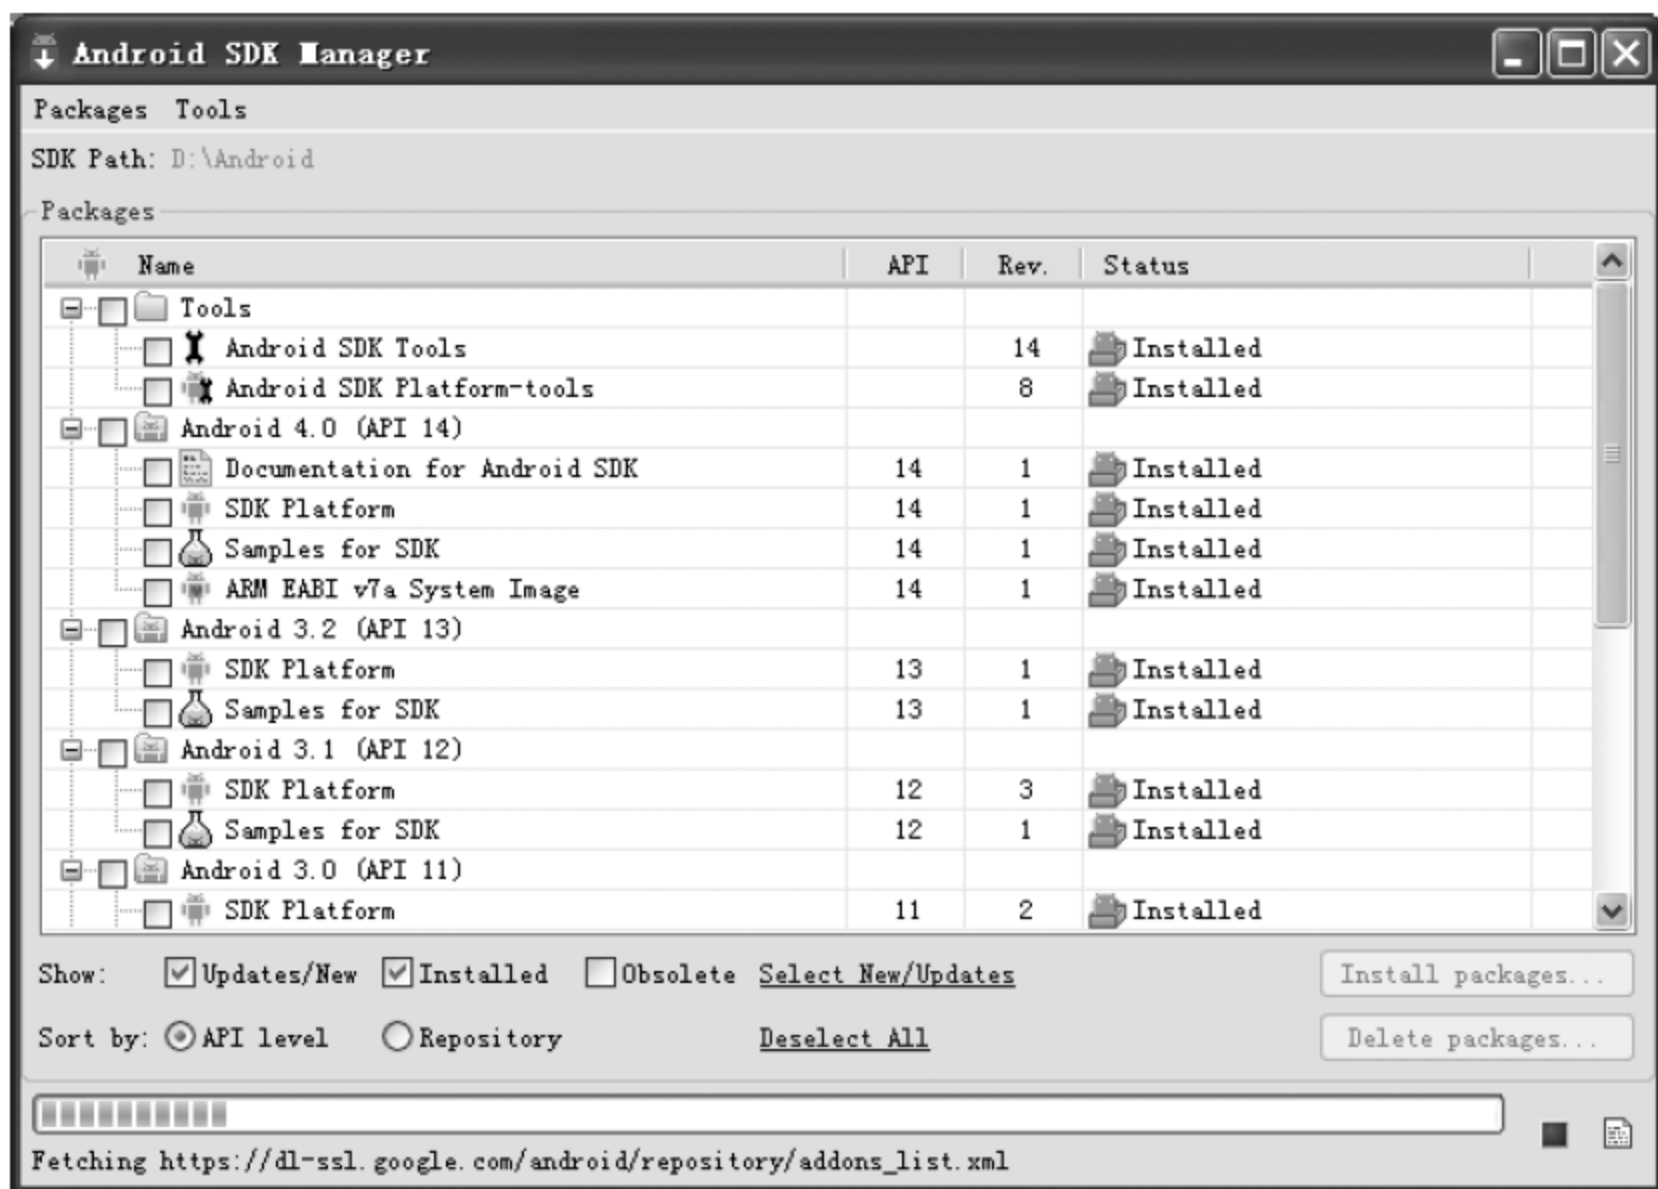 Android SDK Manager
Packages Tools
SDK Path: D:\Android
Packages
Name API Rev. Status
Tools
Android SDK Tools 14 Installed
Android SDK Platform-tools 8 Installed
Android 4.0 (API 14)
Documentation for Android SDK 14 1 Installed
SDK Platform 14 1 Installed
Samples for SDK 14 1 Installed
ARM EABI v7a System Image 14 1 Installed
Android 3.2 (API 13)
SDK Platform 13 1 Installed
Samples for SDK 13 1 Installed
Android 3.1 (API 12)
SDK Platform 12 3 Installed
Samples for SDK 12 1 Installed
Android 3.0 (API 11)
SDK Platform 11 2 Installed
Show: Updates/New Installed Obsolete Select New/Updates Install packages...
Sort by: API level Repository Deselect All Delete packages...
Fetching https://dl-ssl.google.com/android/repository/addons_list.xml